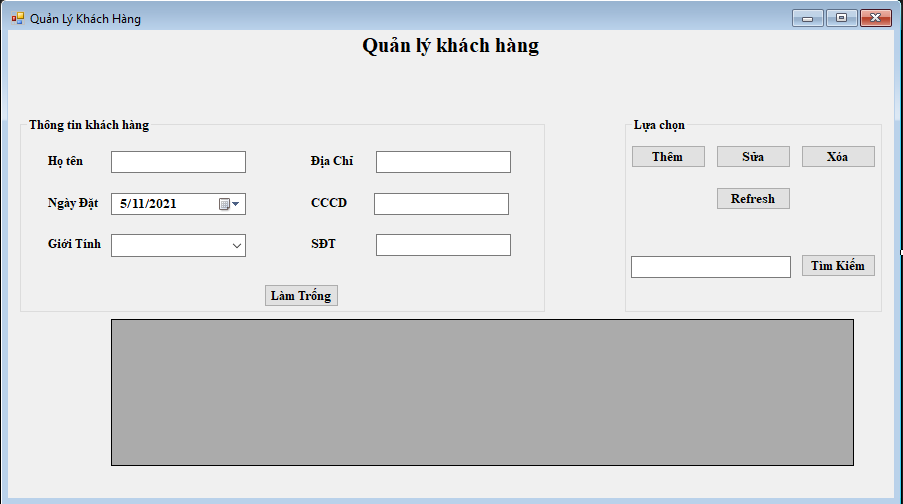 Quản Lý Khách Hàng
Quản lý khách hàng
Thông tin khách hàng
Họ tên
Địa Chỉ
Ngày Đặt
5/11/2021
CCCD
Giới Tính
SĐT
Làm Trống
Lựa chọn
Thêm
Sửa
Xóa
Refresh
Tìm Kiếm